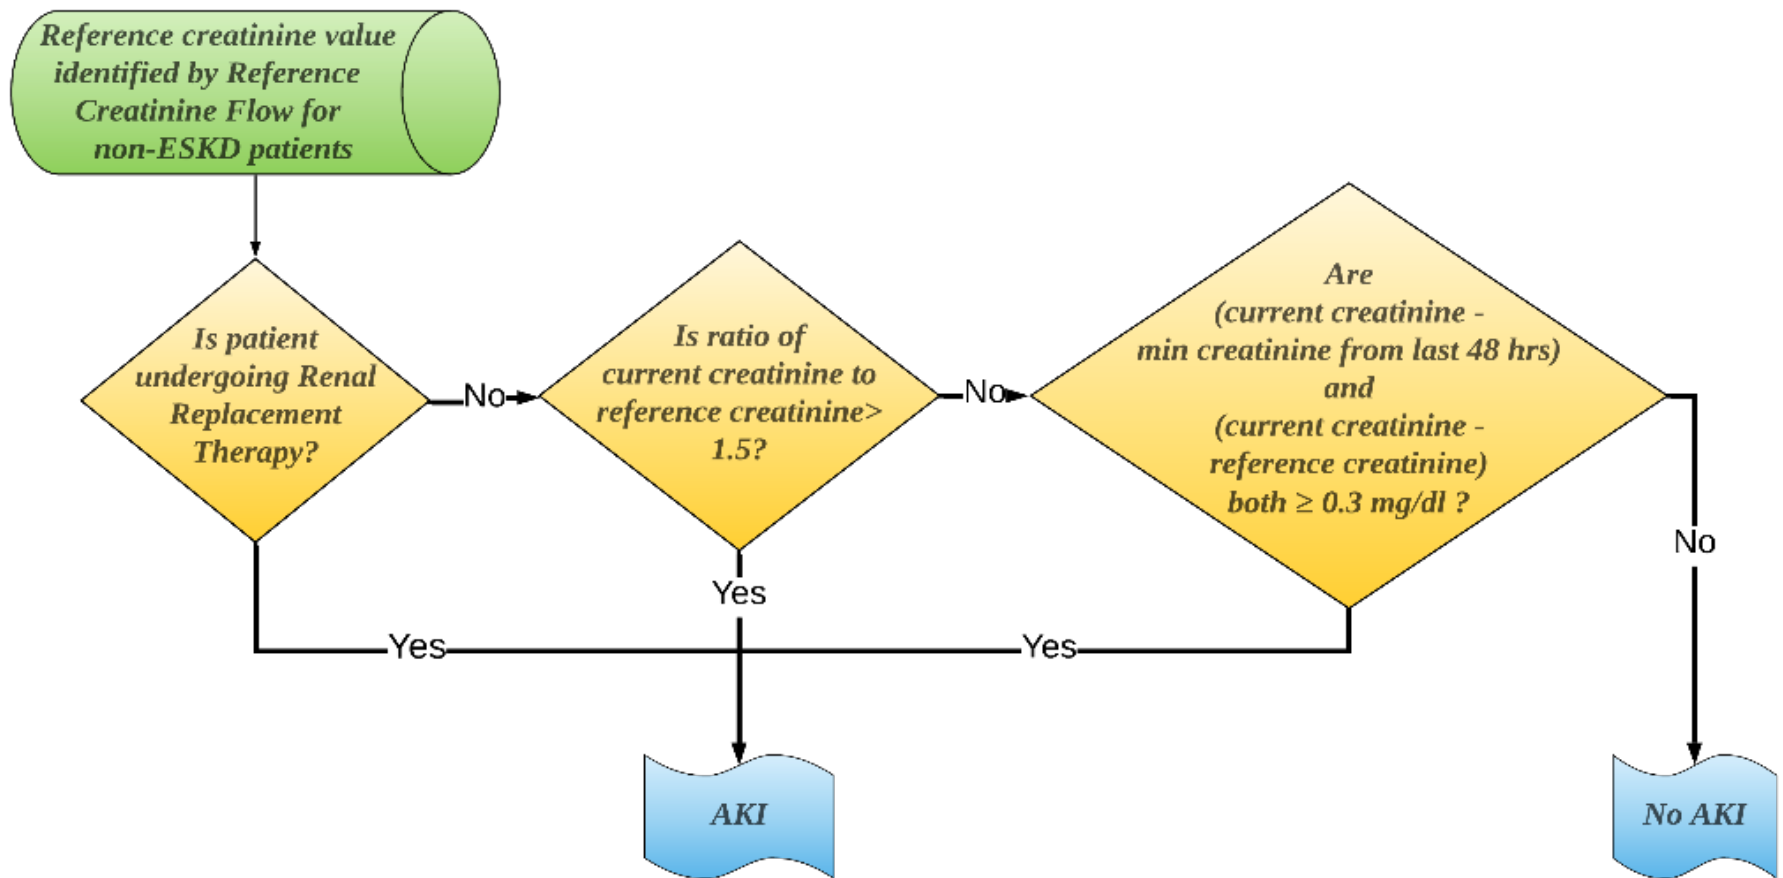 Reference creatinine value
identified by Reference
Creatinine Flow for
non-ESKD patients
Is patient
undergoing Renal
Replacement
Therapy?
No
Is ratio of
current creatinine to
reference creatinine>
1.5?
No
Are
(current creatinine -
min creatinine from last 48 hrs)
and
(current creatinine -
reference creatinine)
both ≥ 0.3 mg/dl ?
No
Yes
Yes
Yes
AKI
No AKI